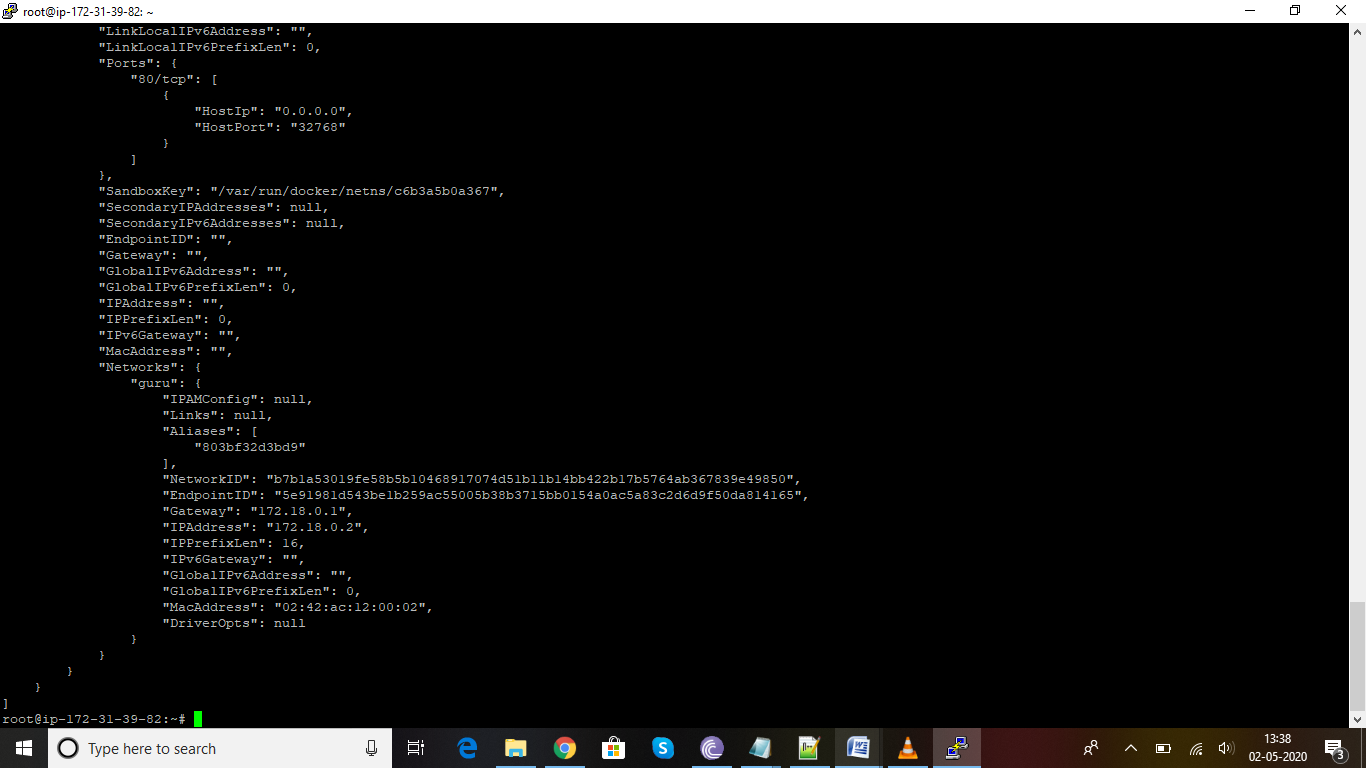 root@ip-172-31-39-82: ~
"LinkLocalIPv6Address": "",
"LinkLocalIPv6PrefixLen": 0,
"Ports": {
"80/tcp": [
{
"HostIp": "0.0.0.0",
"HostPort": "32768"
}
]
},
"SandboxKey": "/var/run/docker/netns/c6b3a5b0a367",
"SecondaryIPAddresses": null,
"SecondaryIPv6Addresses": null,
"EndpointID": "",
"Gateway": "",
"GlobalIPv6Address": "",
"GlobalIPv6PrefixLen": 0,
"IPAddress": "",
"IPPrefixLen": 0,
"IPv6Gateway": "",
"MacAddress": "",
"Networks": {
"guru": {
"IPAMConfig": null,
"Links": null,
"Aliases": [
"803bf32d3bd9"
],
"NetworkID": "b7b1a53019fe58b5b10468917074d51b11b14bb422b17b5764ab367839e49850",
"EndpointID": "5e91981d543be1b259ac55005b38b3715bb0154a0ac5a83c2d6d9f50da814165",
"Gateway": "172.18.0.1",
"IPAddress": "172.18.0.2",
"IPPrefixLen": 16,
"IPv6Gateway": "",
"GlobalIPv6Address": "",
"GlobalIPv6PrefixLen": 0,
"MacAddress": "02:42:ac:12:00:02",
"DriverOpts": null
}
}
}
}
]
root@ip-172-31-39-82:~#
Type here to search
13:38
02-05-2020
3